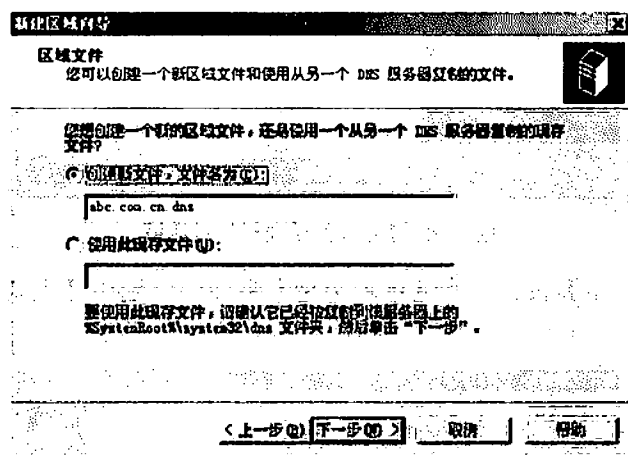 新建区域向导
区域文件
您可以创建一个新区域文件和使用从另一个 DNS 服务器复制的文件。
您想创建一个新的区域文件，还是使用一个从另一个 DNS 服务器复制的现存
文件?
创建新文件，文件名为(C):
abc.com.cn.dns
使用此现存文件(U):
要使用此现存文件，请确认它已经被复制到该服务器上的
%SystemRoot%\system32\dns 文件夹，然后单击“下一步”。
< 上一步(B) 下一步(N) > 取消 帮助